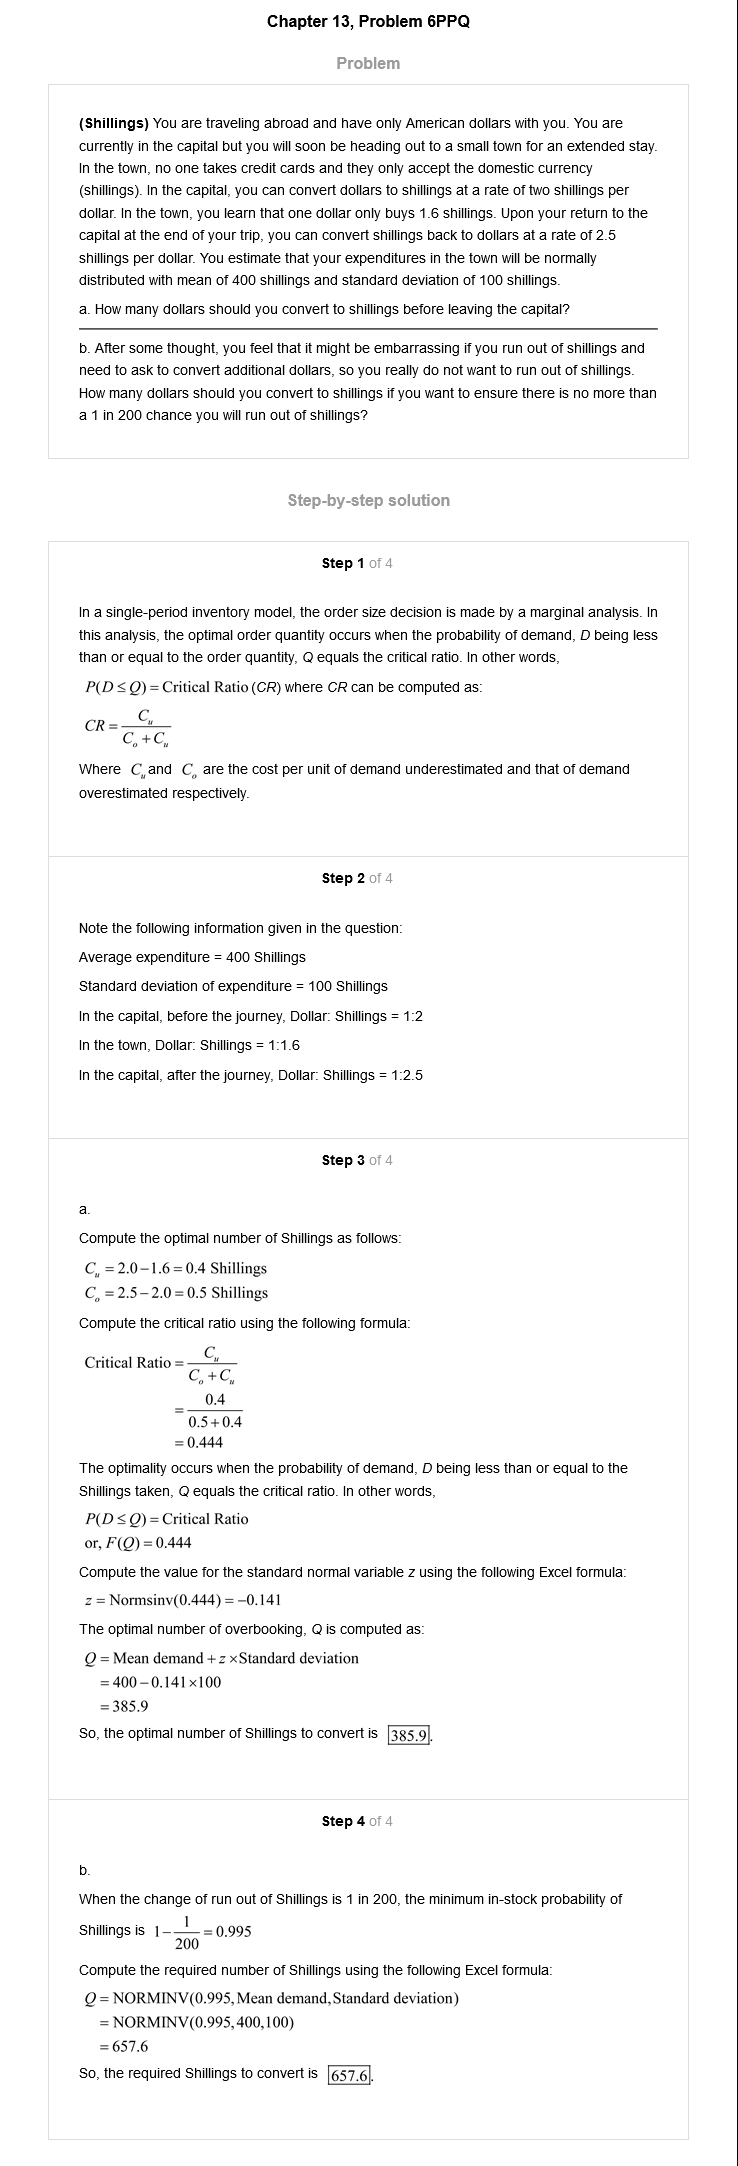 Chapter 13, Problem 6PPQ
Problem
(Shillings) You are traveling abroad and have only American dollars with you. You are
currently in the capital but you will soon be heading out to a small town for an extended stay.
In the town, no one takes credit cards and they only accept the domestic currency
(shillings). In the capital, you can convert dollars to shillings at a rate of two shillings per
dollar. In the town, you learn that one dollar only buys 1.6 shillings. Upon your return to the
capital at the end of your trip, you can convert shillings back to dollars at a rate of 2.5
shillings per dollar. You estimate that your expenditures in the town will be normally
distributed with mean of 400 shillings and standard deviation of 100 shillings.
a. How many dollars should you convert to shillings before leaving the capital?
b. After some thought, you feel that it might be embarrassing if you run out of shillings and
need to ask to convert additional dollars, so you really do not want to run out of shillings.
How many dollars should you convert to shillings if you want to ensure there is no more than
a 1 in 200 chance you will run out of shillings?
Step-by-step solution
Step 1 of 4
In a single-period inventory model, the order size decision is made by a marginal analysis. In
this analysis, the optimal order quantity occurs when the probability of demand, D being less
than or equal to the order quantity, Q equals the critical ratio. In other words,
P(D ≤ Q) = Critical Ratio (CR) where CR can be computed as:
CR = C_u / (C_o + C_u)
Where C_u and C_o are the cost per unit of demand underestimated and that of demand
overestimated respectively.
Step 2 of 4
Note the following information given in the question:
Average expenditure = 400 Shillings
Standard deviation of expenditure = 100 Shillings
In the capital, before the journey, Dollar: Shillings = 1:2
In the town, Dollar: Shillings = 1:1.6
In the capital, after the journey, Dollar: Shillings = 1:2.5
Step 3 of 4
a.
Compute the optimal number of Shillings as follows:
C_u = 2.0 – 1.6 = 0.4 Shillings
C_o = 2.5 – 2.0 = 0.5 Shillings
Compute the critical ratio using the following formula:
Critical Ratio = C_u / (C_o + C_u)
= 0.4 / (0.5 + 0.4)
= 0.444
The optimality occurs when the probability of demand, D being less than or equal to the
Shillings taken, Q equals the critical ratio. In other words,
P(D ≤ Q) = Critical Ratio
or, F(Q) = 0.444
Compute the value for the standard normal variable z using the following Excel formula:
z = Normsinv(0.444) = –0.141
The optimal number of overbooking, Q is computed as:
Q = Mean demand + z × Standard deviation
= 400 – 0.141 × 100
= 385.9
So, the optimal number of Shillings to convert is 385.9.
Step 4 of 4
b.
When the change of run out of Shillings is 1 in 200, the minimum in-stock probability of
Shillings is 1 – 1/200 = 0.995
Compute the required number of Shillings using the following Excel formula:
Q = NORMINV(0.995, Mean demand, Standard deviation)
= NORMINV(0.995, 400, 100)
= 657.6
So, the required Shillings to convert is 657.6.